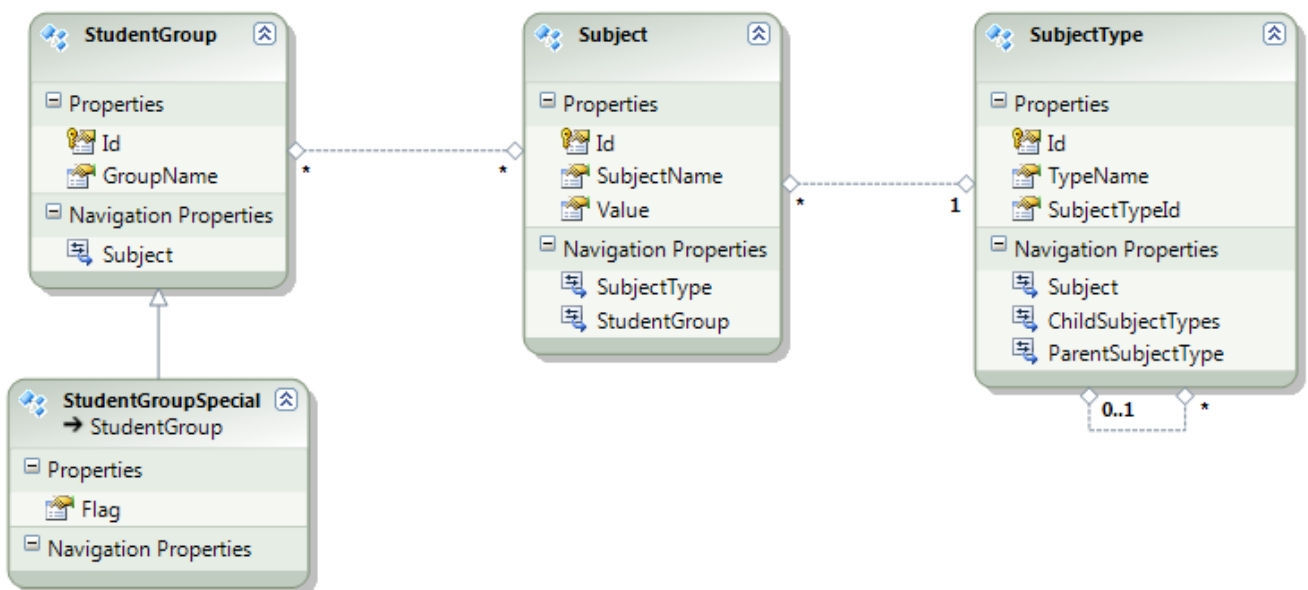 StudentGroup
Properties
Id
GroupName
Navigation Properties
Subject
*
*
Subject
Properties
Id
SubjectName
Value
Navigation Properties
SubjectType
StudentGroup
*
1
SubjectType
Properties
Id
TypeName
SubjectTypeId
Navigation Properties
Subject
ChildSubjectTypes
ParentSubjectType
0..1
*
StudentGroupSpecial
➔ StudentGroup
Properties
Flag
Navigation Properties